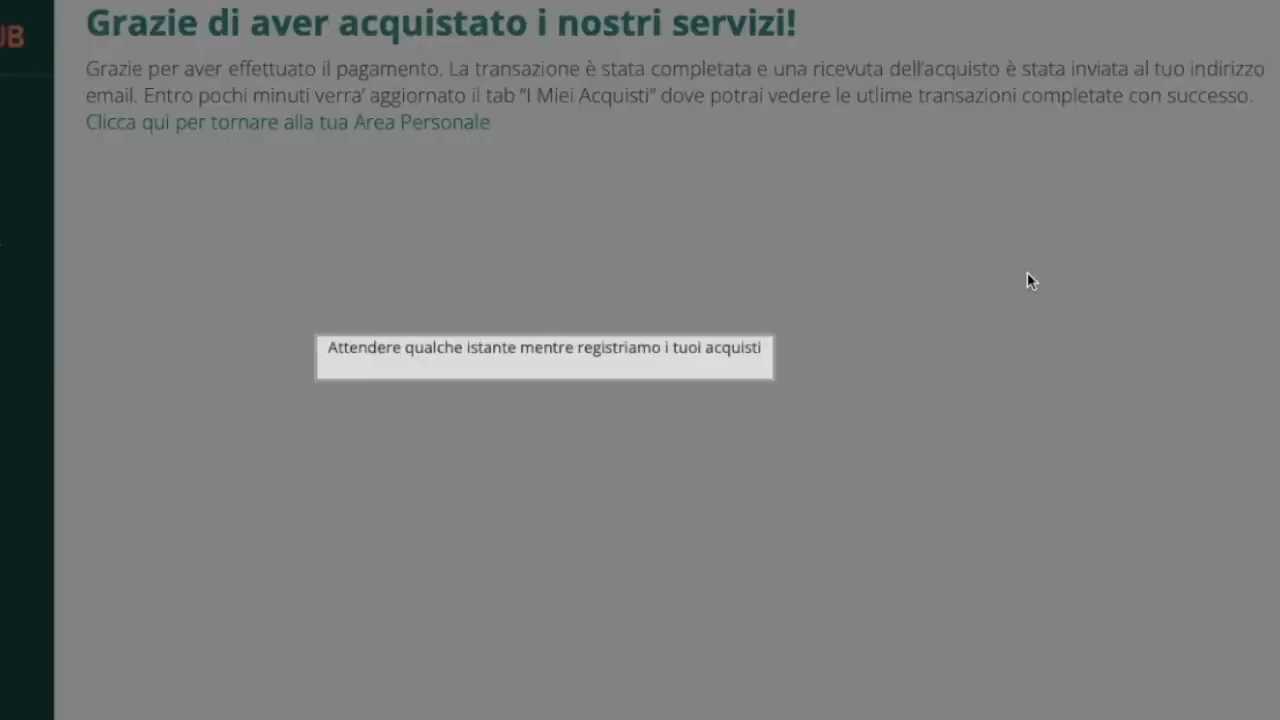 UB
Grazie di aver acquistato i nostri servizi!
Grazie per aver effettuato il pagamento. La transazione è stata completata e una ricevuta dell'acquisto è stata inviata al tuo indirizzo
email. Entro pochi minuti verra' aggiornato il tab “I Miei Acquisti” dove potrai vedere le utlime transazioni completate con successo.
Clicca qui per tornare alla tua Area Personale
Attendere qualche istante mentre registriamo i tuoi acquisti